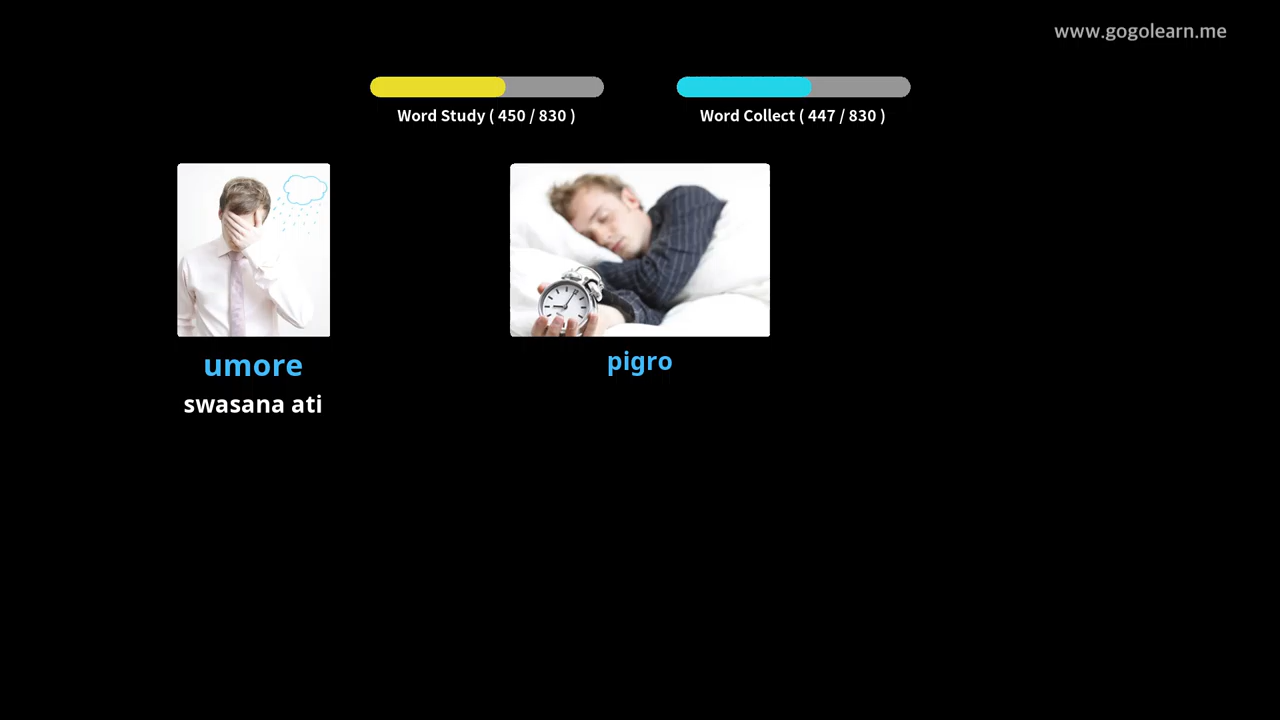 www.gogolearn.me
Word Study ( 450 / 830 )
Word Collect ( 447 / 830 )
umore
swasana ati
pigro